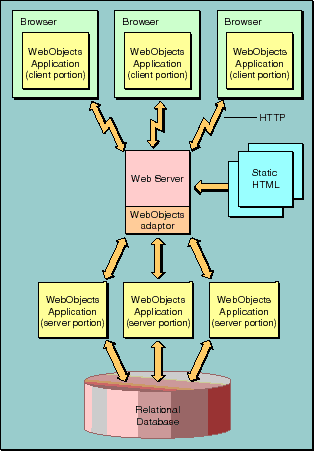 Browser
Browser
Browser
WebObjects
Application
(client portion)
WebObjects
Application
(client portion)
WebObjects
Application
(client portion)
HTTP
Web Server
Static
HTML
WebObjects
adaptor
WebObjects
Application
(server portion)
WebObjects
Application
(server portion)
WebObjects
Application
(server portion)
Relational
Database